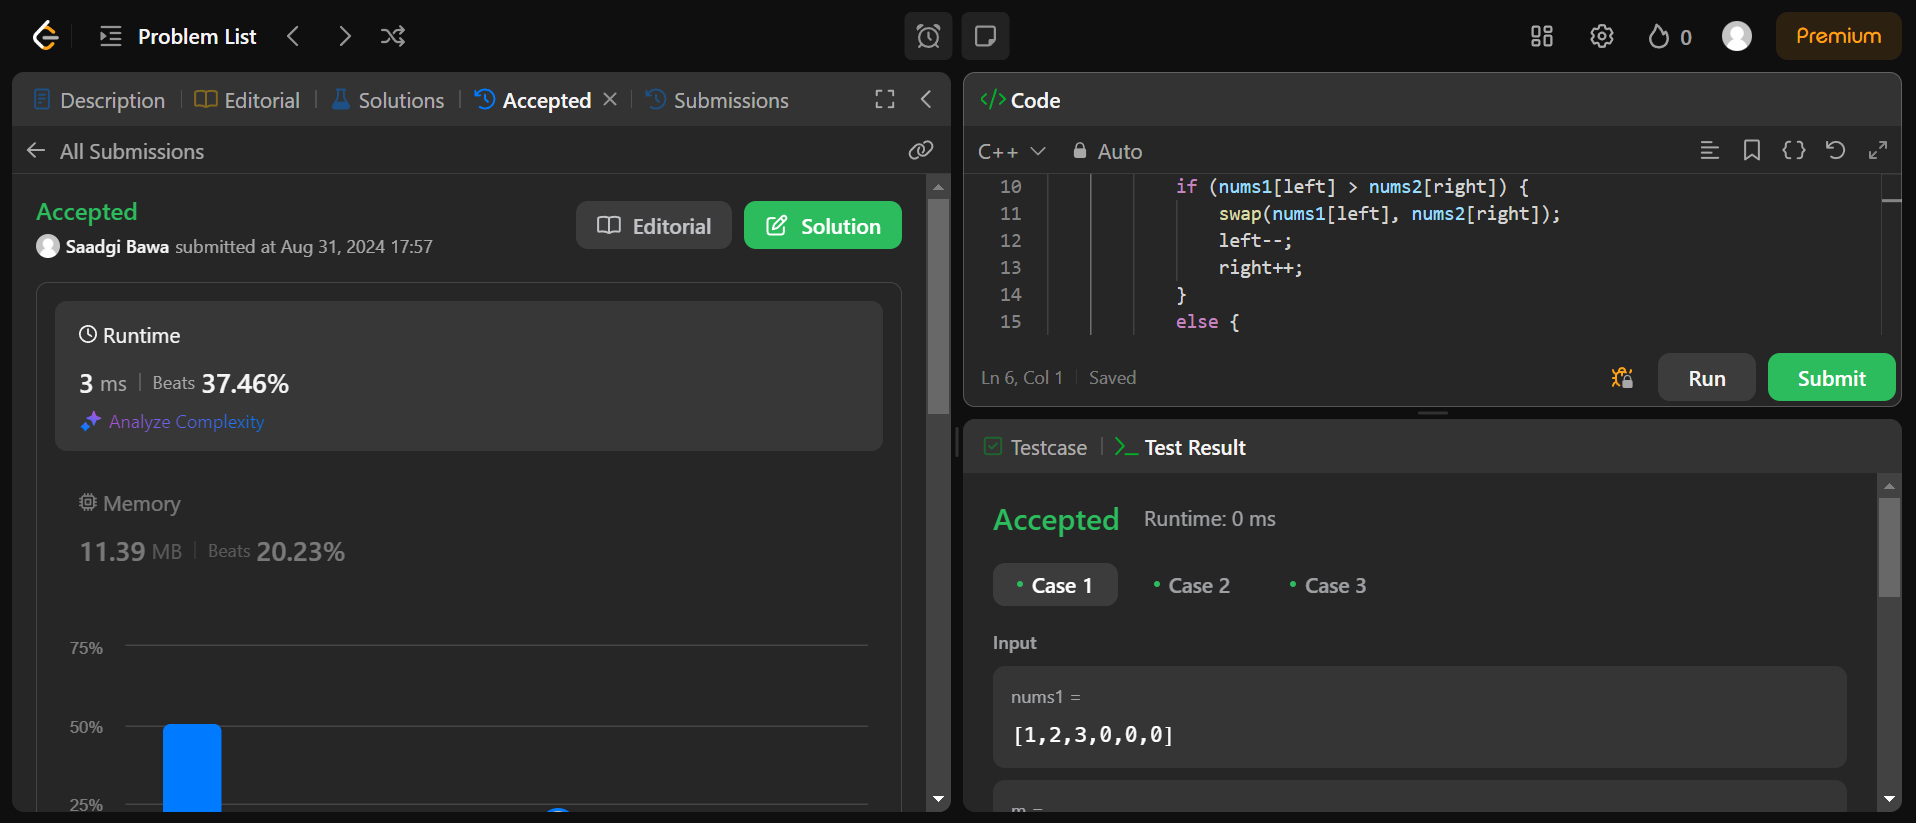 Problem List
0
Premium
Description
Editorial
Solutions
Accepted
Submissions
All Submissions
Accepted
Saadgi Bawa submitted at Aug 31, 2024 17:57
Editorial
Solution
Runtime
3 ms
Beats 37.46%
Analyze Complexity
Memory
11.39 MB
Beats 20.23%
75%
50%
25%
</> Code
C++
Auto
10 if (nums1[left] > nums2[right]) {
11 swap(nums1[left], nums2[right]);
12 left--;
13 right++;
14 }
15 else {
Ln 6, Col 1
Saved
Run
Submit
Testcase
Test Result
Accepted
Runtime: 0 ms
Case 1
Case 2
Case 3
Input
nums1 =
[1,2,3,0,0,0]
m =